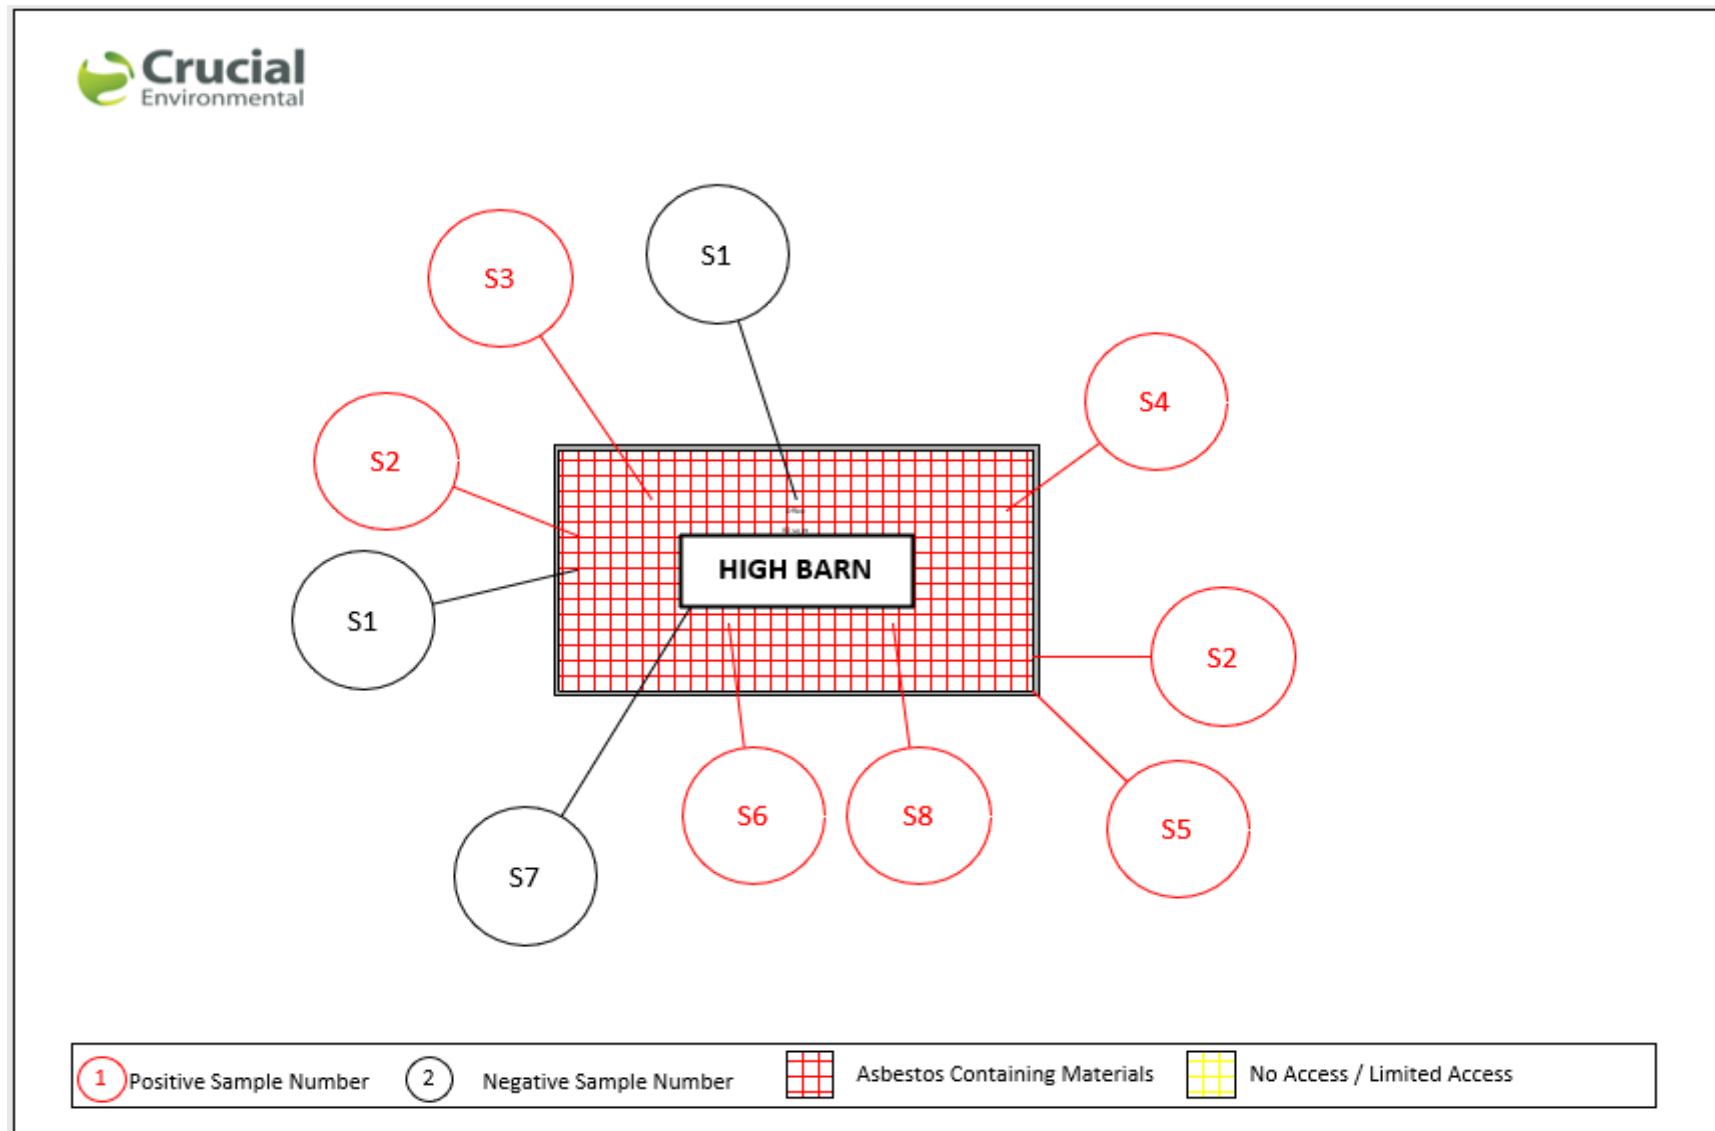 Crucial
Environmental
S1
S3
S4
S2
HIGH BARN
S1
S2
S6
S8
S5
S7
1 Positive Sample Number 2 Negative Sample Number Asbestos Containing Materials No Access / Limited Access